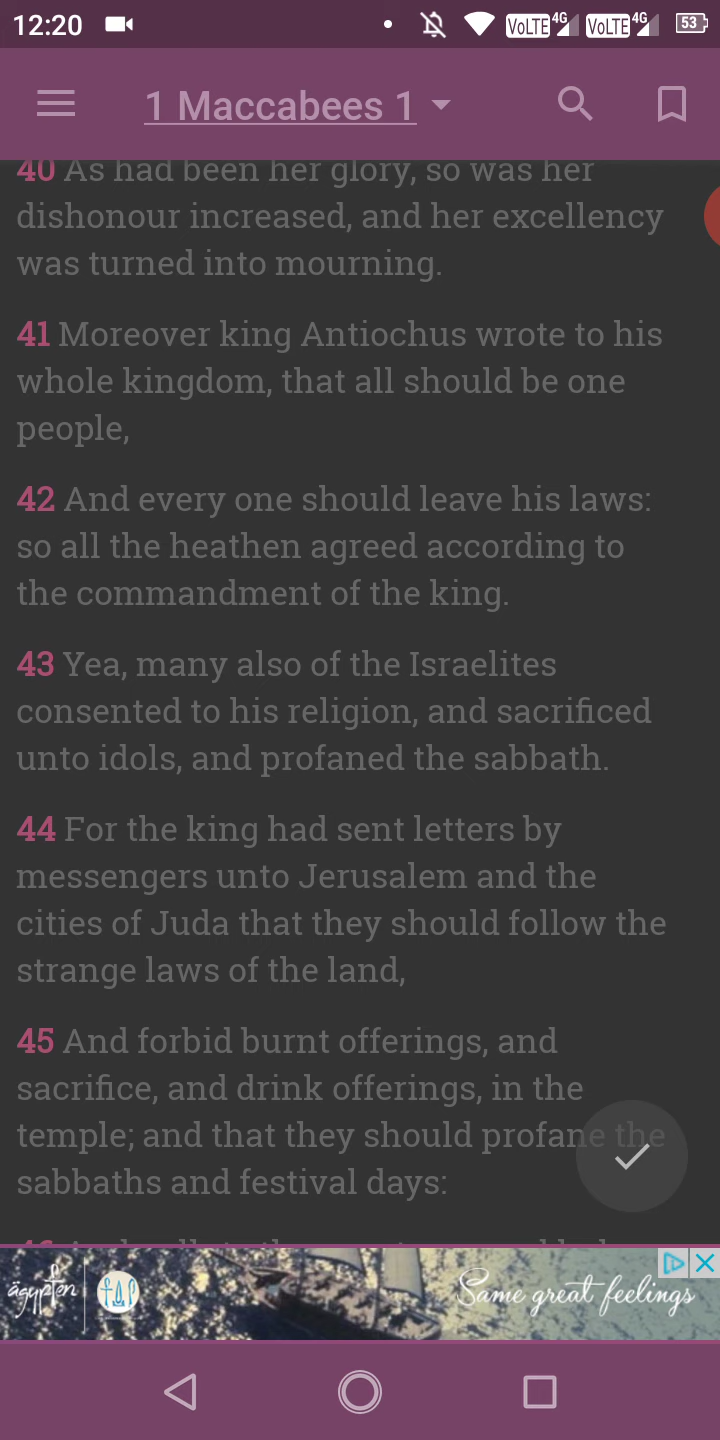 12:20
VoLTE 4G VoLTE 4G 53
1 Maccabees 1
40 As had been her glory, so was her
dishonour increased, and her excellency
was turned into mourning.
41 Moreover king Antiochus wrote to his
whole kingdom, that all should be one
people,
42 And every one should leave his laws:
so all the heathen agreed according to
the commandment of the king.
43 Yea, many also of the Israelites
consented to his religion, and sacrificed
unto idols, and profaned the sabbath.
44 For the king had sent letters by
messengers unto Jerusalem and the
cities of Juda that they should follow the
strange laws of the land,
45 And forbid burnt offerings, and
sacrifice, and drink offerings, in the
temple; and that they should profane the
sabbaths and festival days:
ägypten
Same great feelings